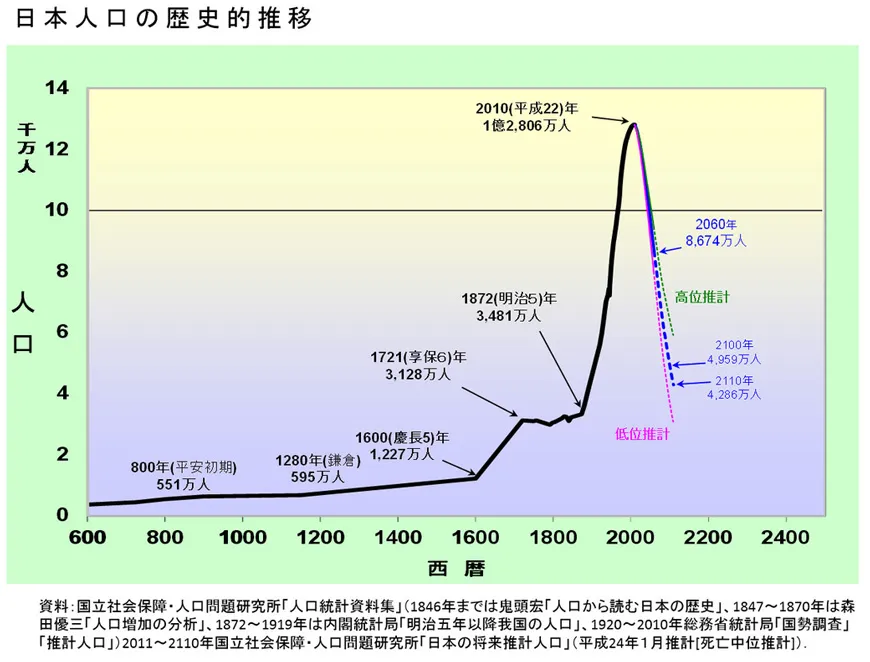 日本人口の歴史的推移
千万人
人口
14
12
10
8
6
4
2
0
2010(平成22)年
1億2,806万人
2060年
8,674万人
1872(明治5)年
3,481万人
高位推計
1721(享保6)年
3,128万人
2100年
4,959万人
2110年
4,286万人
低位推計
1600(慶長5)年
1,227万人
800年(平安初期)
551万人
1280年(鎌倉)
595万人
600 800 1000 1200 1400 1600 1800 2000 2200 2400
西暦
資料:国立社会保障・人口問題研究所「人口統計資料集」(1846年までは鬼頭宏「人口から読む日本の歴史」、1847~1870年は森
田優三「人口増加の分析」、1872~1919年は内閣統計局「明治五年以降我国の人口」、1920~2010年総務省統計局「国勢調査」
「推計人口」)2011~2110年国立社会保障・人口問題研究所「日本の将来推計人口」(平成24年1月推計[死亡中位推計]).